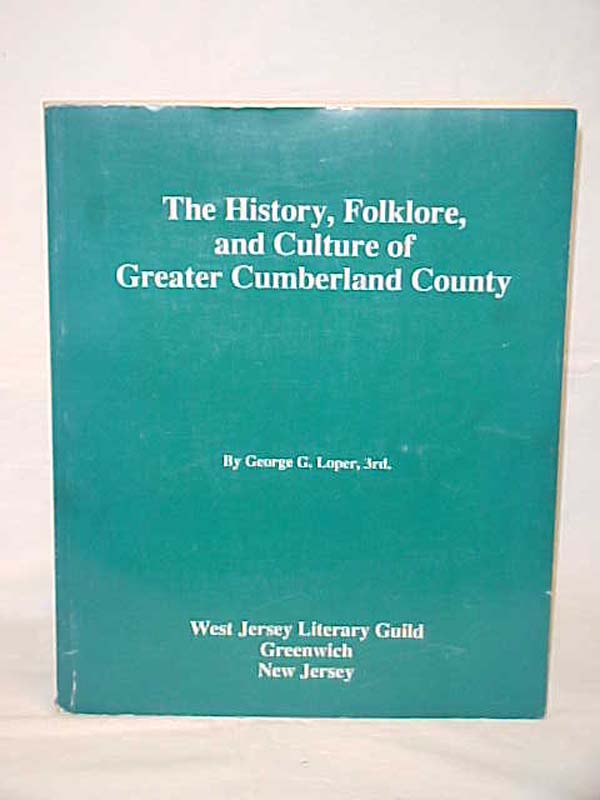 The History, Folklore,
and Culture of
Greater Cumberland County
By George G. Loper, 3rd.
West Jersey Literary Guild
Greenwich
New Jersey